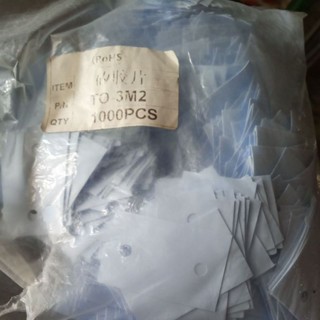 RoHS
ITEM 矽胶片
P/N. TO-3M2
QTY 1000PCS